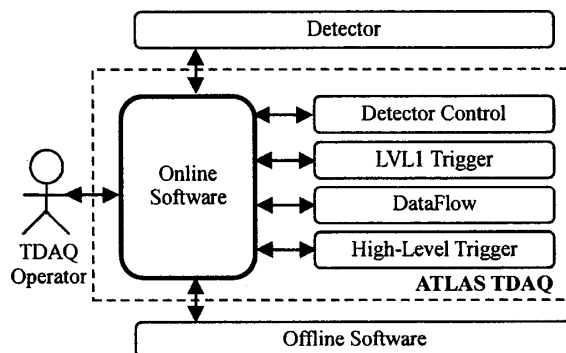 Detector
Detector Control
LVL1 Trigger
Online
Software
DataFlow
High-Level Trigger
TDAQ
Operator
ATLAS TDAQ
Offline Software